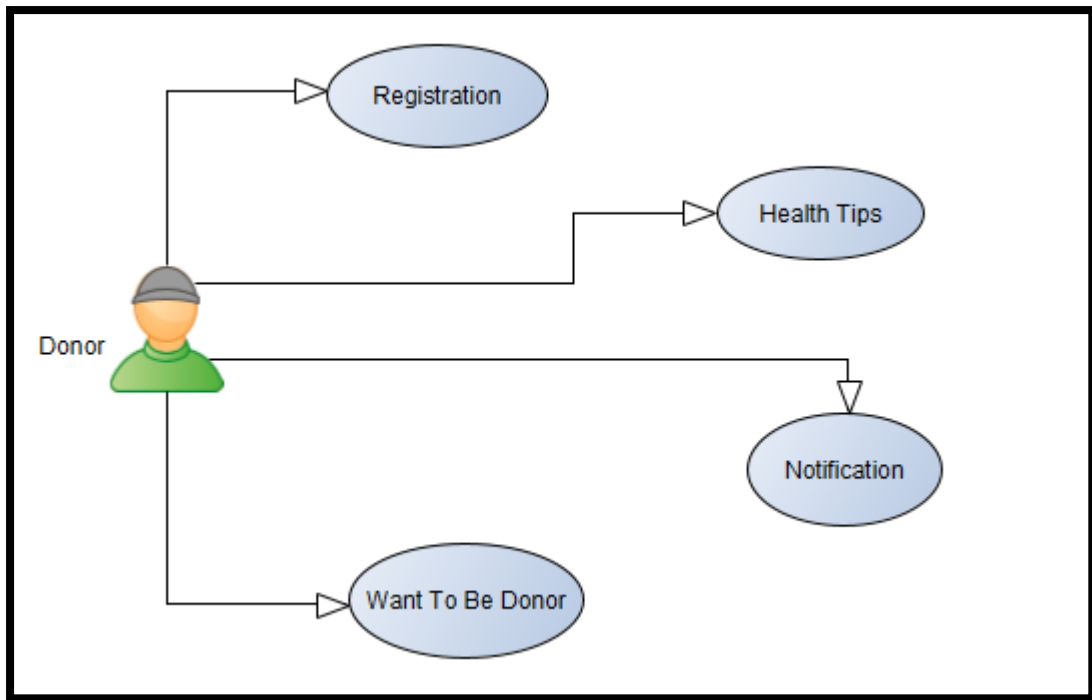 Registration
Health Tips
Donor
Notification
Want To Be Donor